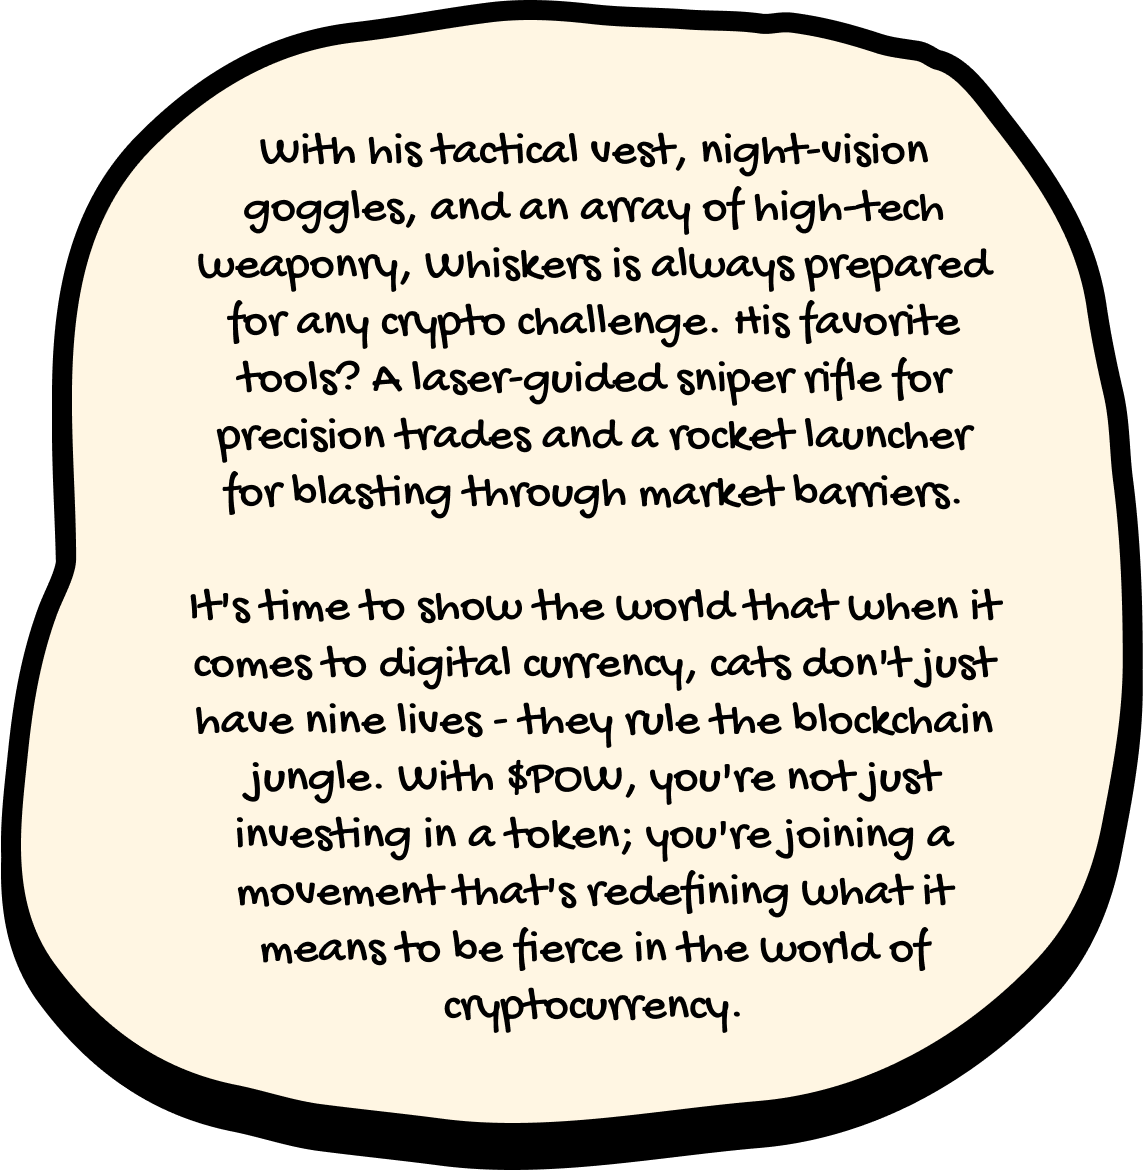 With his tactical vest, night-vision
goggles, and an array of high-tech
weaponry, Whiskers is always prepared
for any crypto challenge. His favorite
tools? A laser-guided sniper rifle for
precision trades and a rocket launcher
for blasting through market barriers.
It's time to show the world that when it
comes to digital currency, cats don't just
have nine lives - they rule the blockchain
jungle. With $POW, you're not just
investing in a token; you're joining a
movement that's redefining what it
means to be fierce in the world of
cryptocurrency.